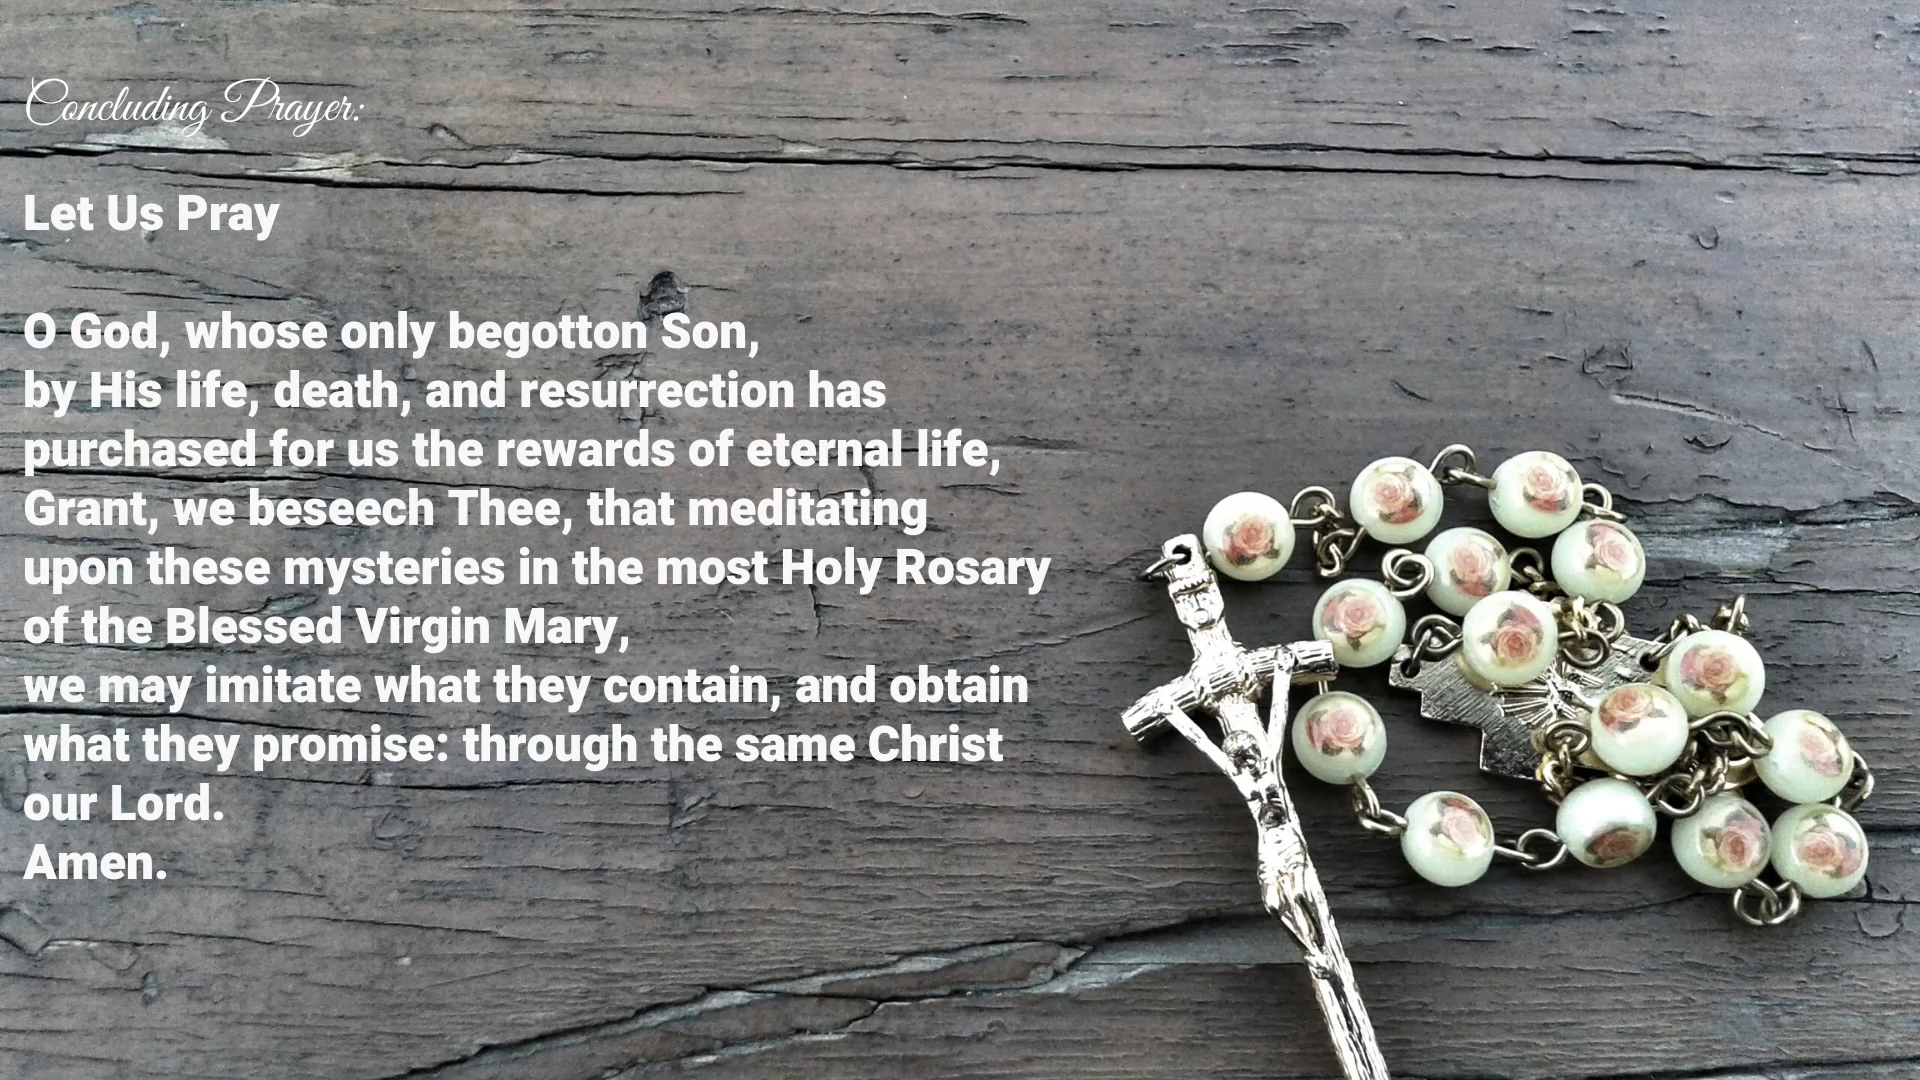 Concluding Prayer:
Let Us Pray
O God, whose only begotton Son,
by His life, death, and resurrection has
purchased for us the rewards of eternal life,
Grant, we beseech Thee, that meditating
upon these mysteries in the most Holy Rosary
of the Blessed Virgin Mary,
we may imitate what they contain, and obtain
what they promise: through the same Christ
our Lord.
Amen.